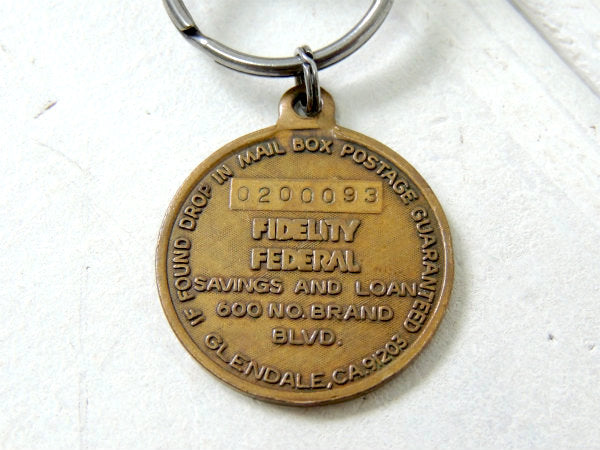 IF FOUND DROP IN MAIL BOX POSTAGE GUARANTEED
0200093
FIDELITY
FEDERAL
SAVINGS AND LOAN
600 NO. BRAND
BLVD.
GLENDALE, CA. 91203